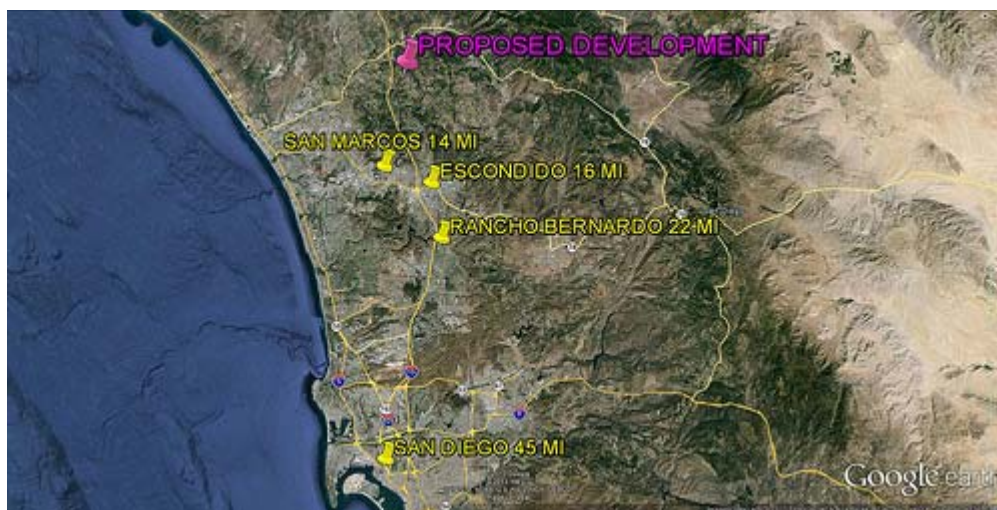 PROPOSED DEVELOPMENT
SAN MARCOS 14 MI
ESCONDIDO 16 MI
RANCHO BERNARDO 22 MI
SAN DIEGO 45 MI
Google earth